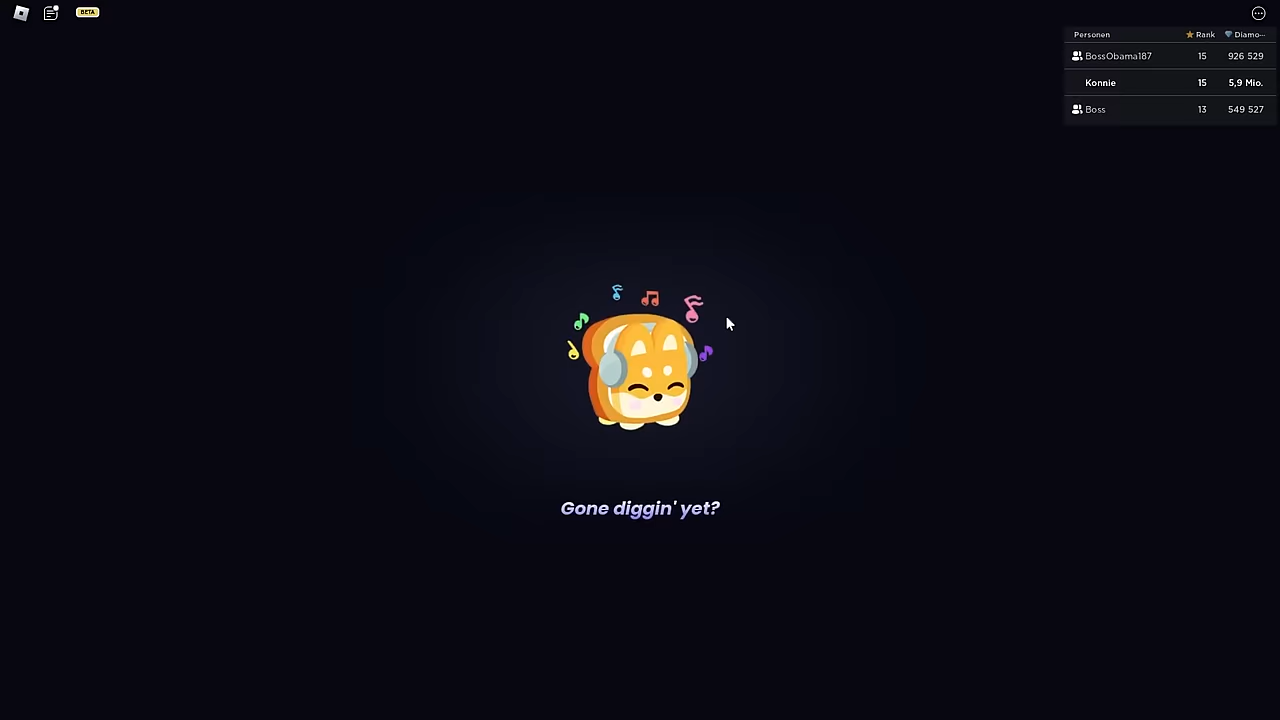 BETA
Personen Rank Diamo...
BossObama187 15 926 529
Konnie 15 5,9 Mio.
Boss 13 549 527
Gone diggin' yet?